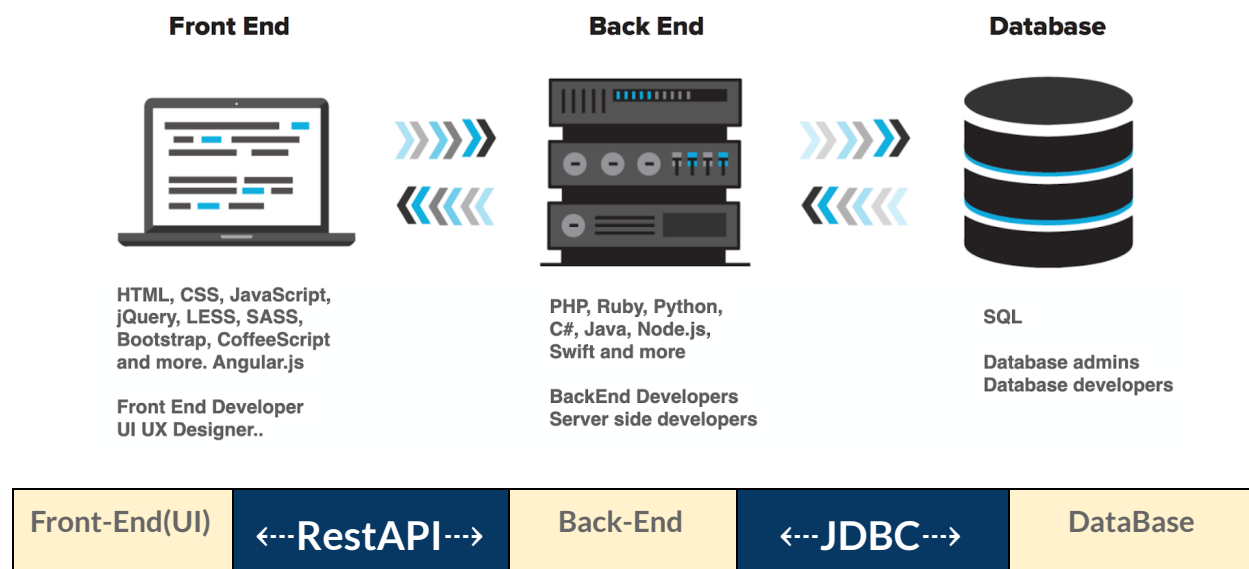 Front End
Back End
Database
HTML, CSS, JavaScript,
jQuery, LESS, SASS,
Bootstrap, CoffeeScript
and more. Angular.js
Front End Developer
UI UX Designer..
PHP, Ruby, Python,
C#, Java, Node.js,
Swift and more
BackEnd Developers
Server side developers
SQL
Database admins
Database developers
Front-End(UI)
RestAPI
Back-End
JDBC
DataBase